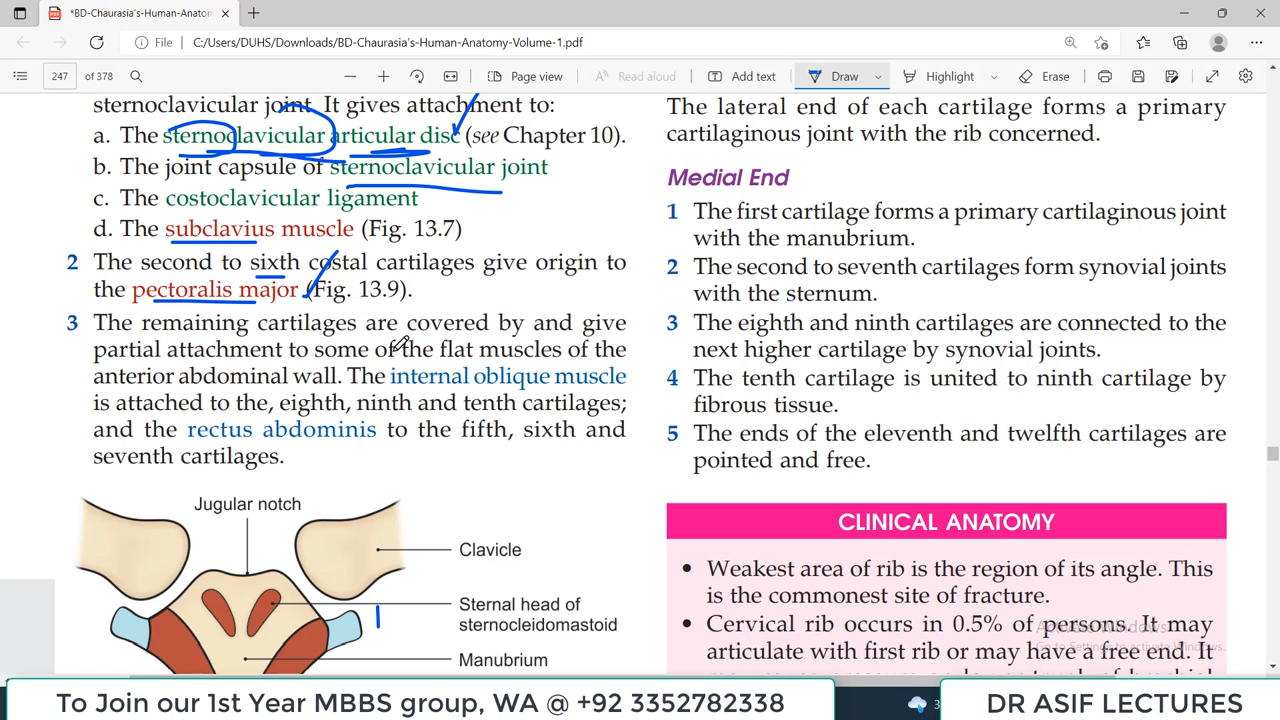 *BD-Chaurasia's-Human-Anatom
File
C:/Users/DUHS/Downloads/BD-Chaurasia's-Human-Anatomy-Volume-1.pdf
247 of 378
Page view
Read aloud
Add text
Draw
Highlight
Erase
sternoclavicular joint. It gives attachment to:
a. The sternoclavicular articular disc (see Chapter 10).
b. The joint capsule of sternoclavicular joint
c. The costoclavicular ligament
d. The subclavius muscle (Fig. 13.7)
2 The second to sixth costal cartilages give origin to
the pectoralis major (Fig. 13.9).
3 The remaining cartilages are covered by and give
partial attachment to some of the flat muscles of the
anterior abdominal wall. The internal oblique muscle
is attached to the, eighth, ninth and tenth cartilages;
and the rectus abdominis to the fifth, sixth and
seventh cartilages.
Jugular notch
Clavicle
Sternal head of
sternocleidomastoid
Manubrium
The lateral end of each cartilage forms a primary
cartilaginous joint with the rib concerned.
Medial End
1 The first cartilage forms a primary cartilaginous joint
with the manubrium.
2 The second to seventh cartilages form synovial joints
with the sternum.
3 The eighth and ninth cartilages are connected to the
next higher cartilage by synovial joints.
4 The tenth cartilage is united to ninth cartilage by
fibrous tissue.
5 The ends of the eleventh and twelfth cartilages are
pointed and free.
CLINICAL ANATOMY
• Weakest area of rib is the region of its angle. This
is the commonest site of fracture.
• Cervical rib occurs in 0.5% of persons. It may
articulate with first rib or may have a free end. It
Activate Windows
Go to Settings to activate Windows.
To Join our 1st Year MBBS group, WA @ +92 3352782338
DR ASIF LECTURES